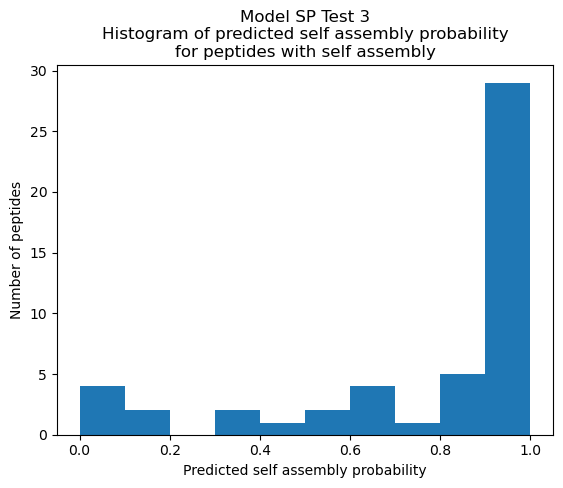 Model SP Test 3
Histogram of predicted self assembly probability
for peptides with self assembly
30
25
20
15
10
5
0
Number of peptides
0.0 0.2 0.4 0.6 0.8 1.0
Predicted self assembly probability